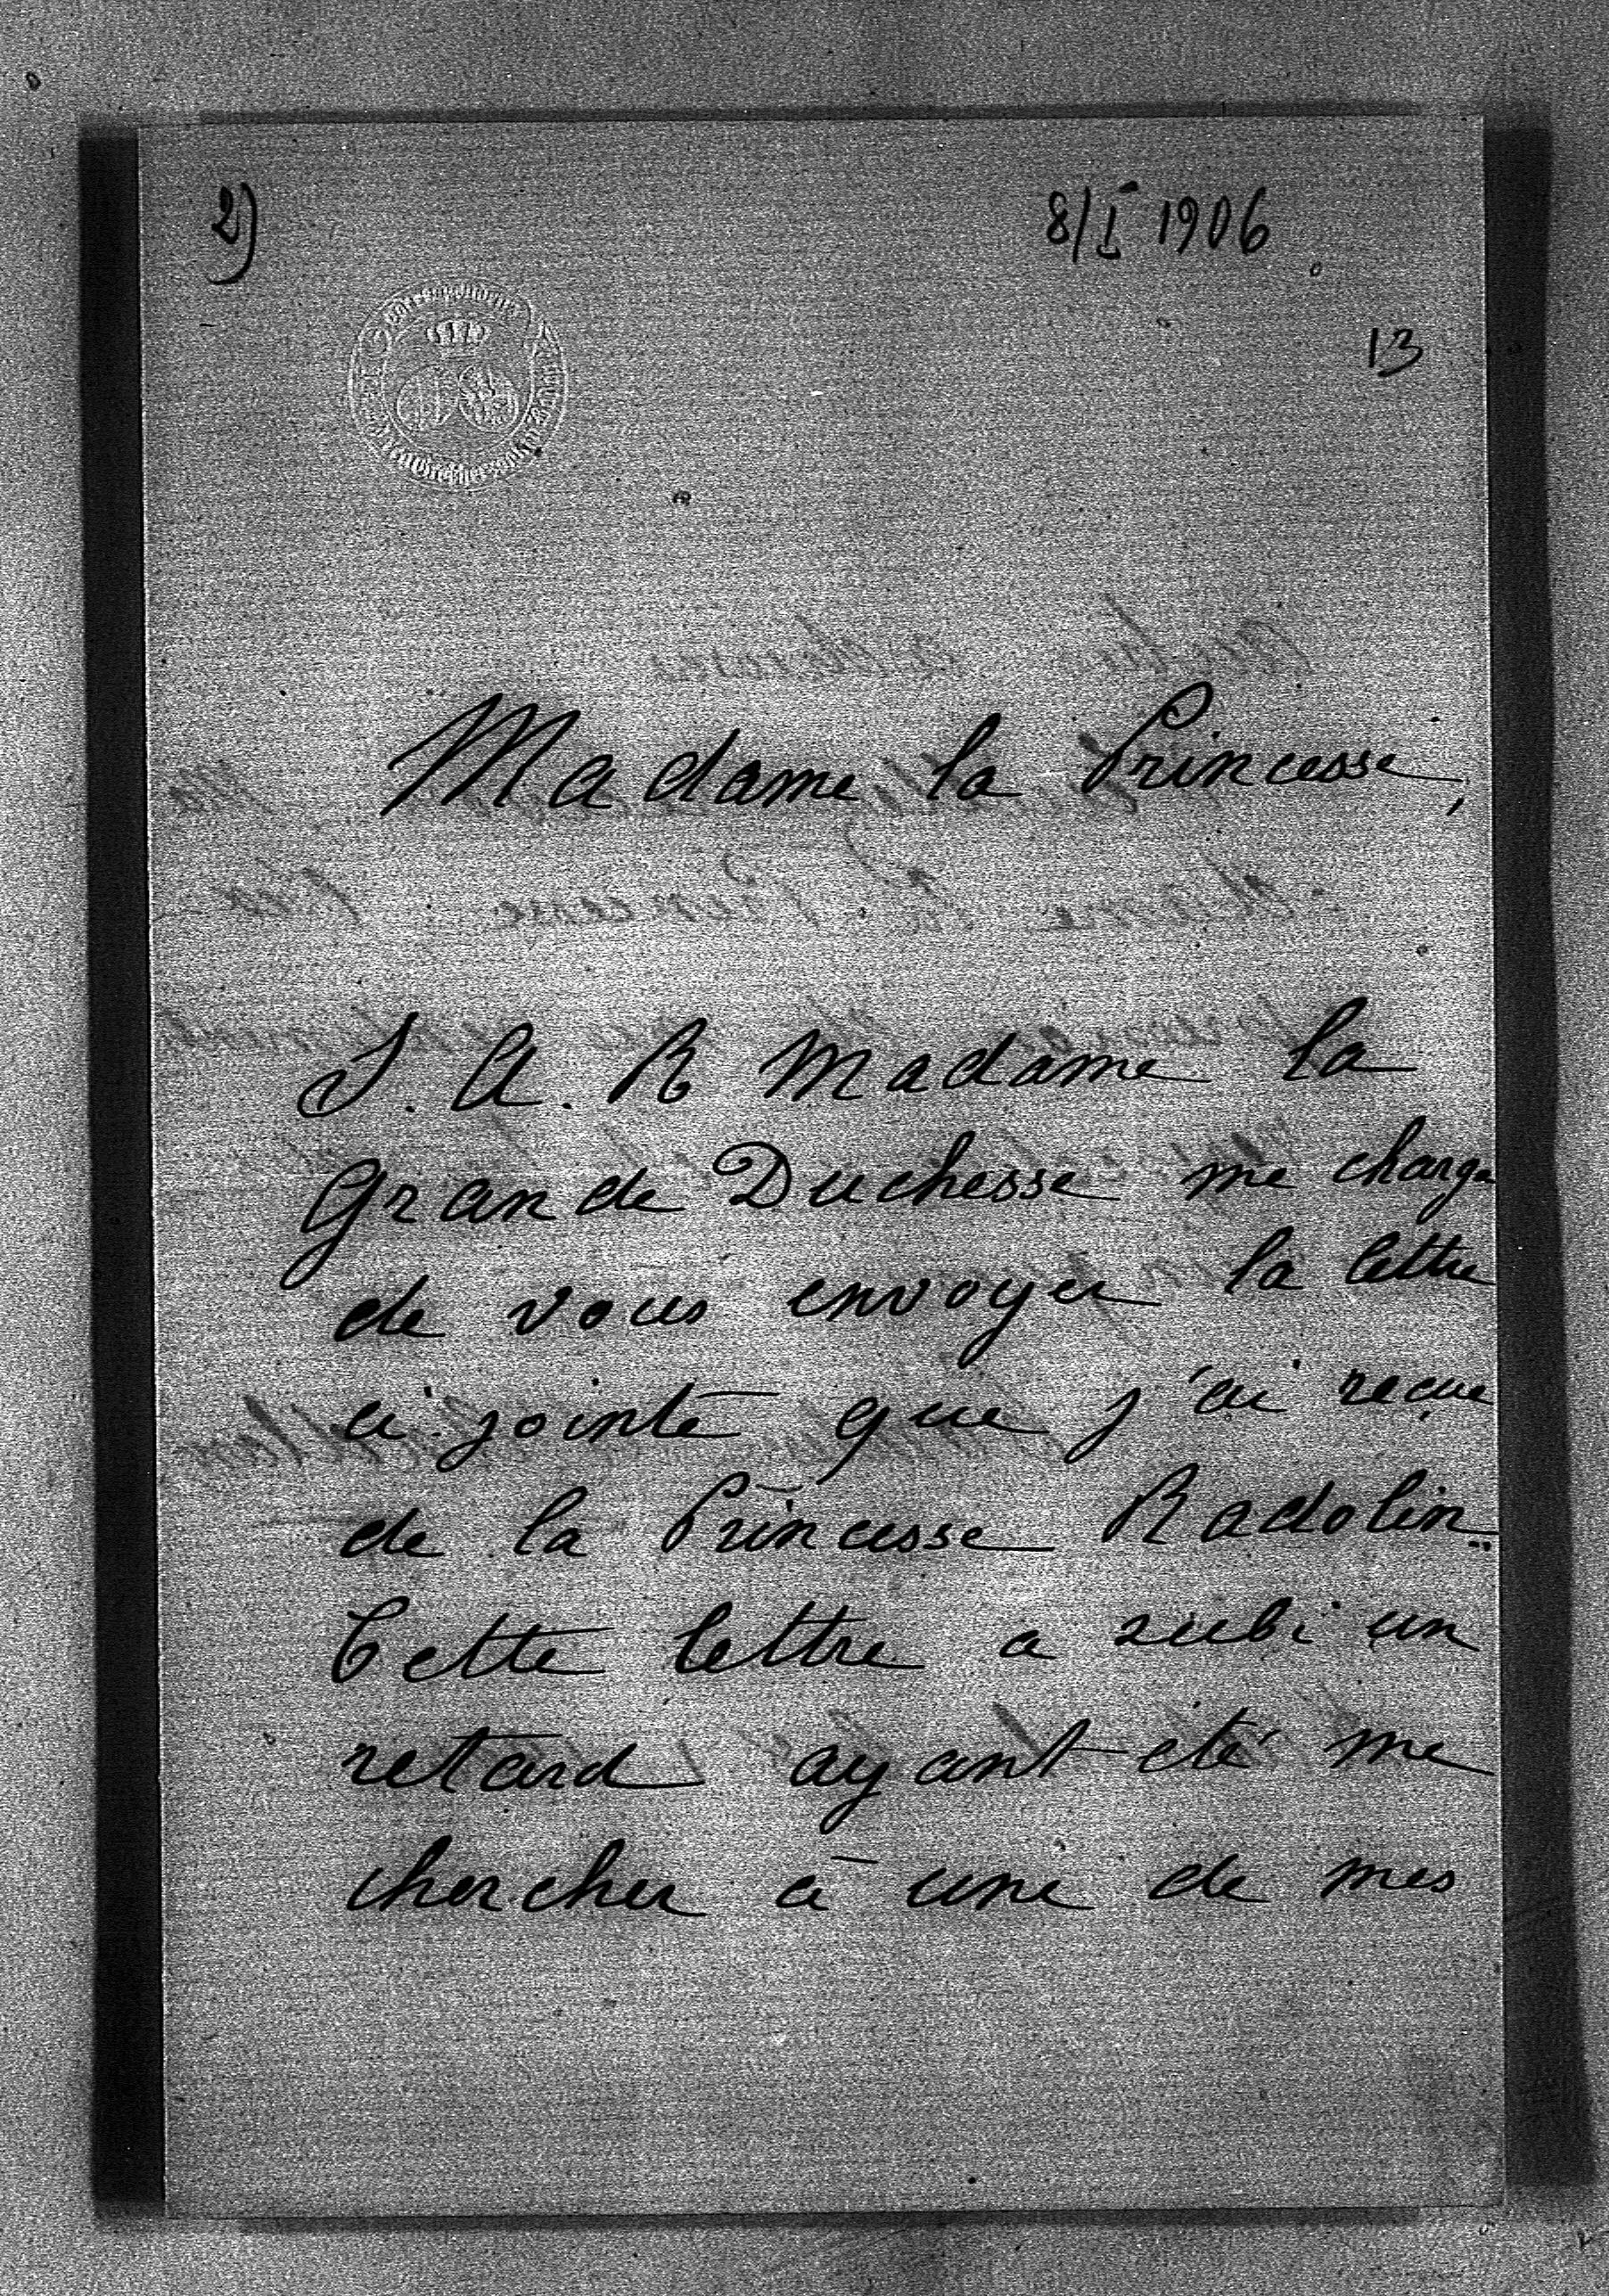 2)
8/I 1906
13
Madame la Princesse,
S. A. R Madame la
Grande Duchesse me charge
de vous envoyer la lettre
ci jointe que j'ai reçue
de la Princesse Radolin.
Cette lettre a subi un
retard ayant été me
chercher à une de mes